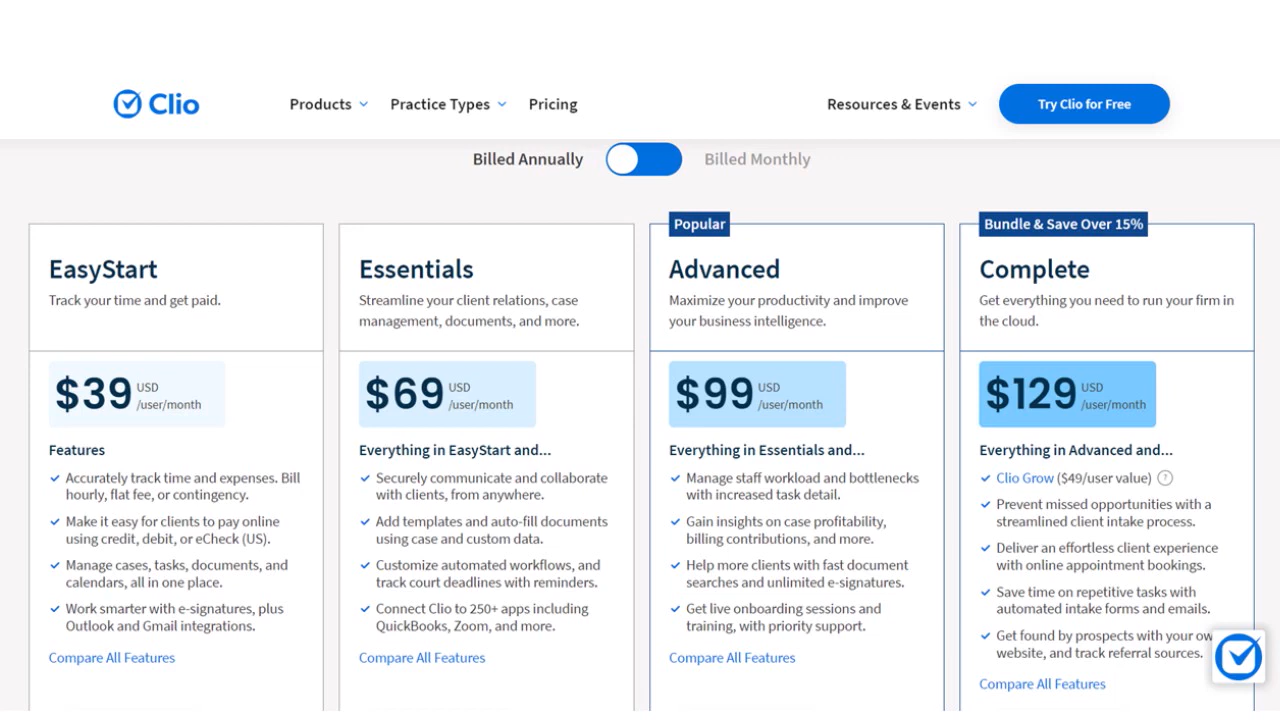 Clio
Products
Practice Types
Pricing
Resources & Events
Try Clio for Free
Billed Annually
Billed Monthly
EasyStart
Track your time and get paid.
$39 USD
/user/month
Features
Accurately track time and expenses. Bill
hourly, flat fee, or contingency.
Make it easy for clients to pay online
using credit, debit, or eCheck (US).
Manage cases, tasks, documents, and
calendars, all in one place.
Work smarter with e-signatures, plus
Outlook and Gmail integrations.
Compare All Features
Essentials
Streamline your client relations, case
management, documents, and more.
$69 USD
/user/month
Everything in EasyStart and...
Securely communicate and collaborate
with clients, from anywhere.
Add templates and auto-fill documents
using case and custom data.
Customize automated workflows, and
track court deadlines with reminders.
Connect Clio to 250+ apps including
QuickBooks, Zoom, and more.
Compare All Features
Popular
Advanced
Maximize your productivity and improve
your business intelligence.
$99 USD
/user/month
Everything in Essentials and...
Manage staff workload and bottlenecks
with increased task detail.
Gain insights on case profitability,
billing contributions, and more.
Help more clients with fast document
searches and unlimited e-signatures.
Get live onboarding sessions and
training, with priority support.
Compare All Features
Bundle & Save Over 15%
Complete
Get everything you need to run your firm in
the cloud.
$129 USD
/user/month
Everything in Advanced and...
Clio Grow ($49/user value) ?
Prevent missed opportunities with a
streamlined client intake process.
Deliver an effortless client experience
with online appointment bookings.
Save time on repetitive tasks with
automated intake forms and emails.
Get found by prospects with your ow
website, and track referral sources.
Compare All Features